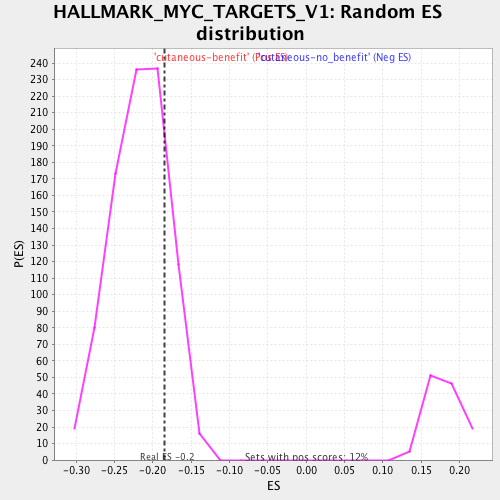 HALLMARK_MYC_TARGETS_V1: Random ES
distribution
'cutaneous-benefit' (Pos ES)
'cutaneous-no_benefit' (Neg ES)
240
230
220
210
200
190
180
170
160
150
140
130
120
110
100
90
80
70
60
50
40
30
20
10
0
P(ES)
Real ES -0.2
Sets with pos scores: 12%
-0.30 -0.25 -0.20 -0.15 -0.10 -0.05 0.00 0.05 0.10 0.15 0.20
ES